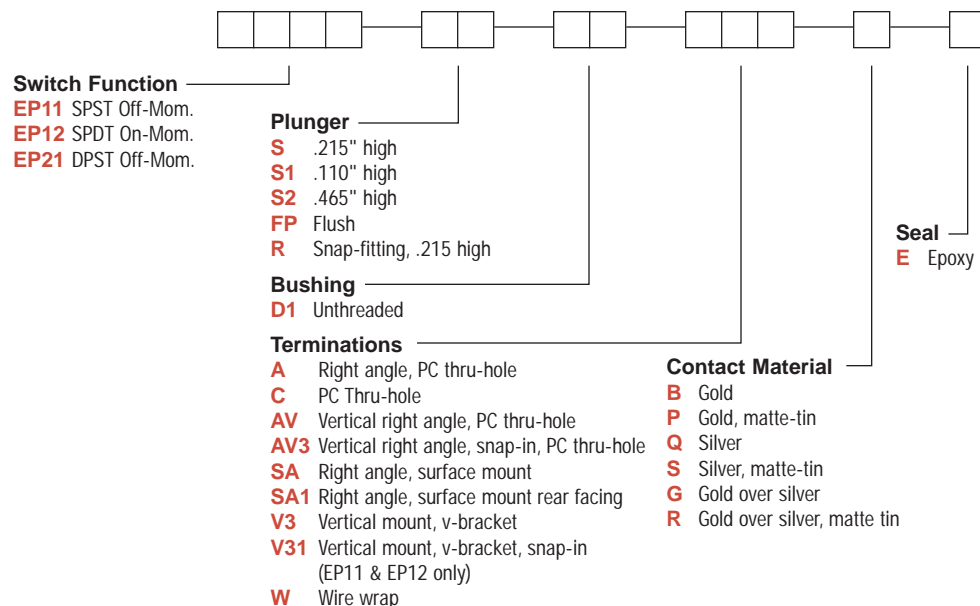 Switch Function
EP11 SPST Off-Mom.
EP12 SPDT On-Mom.
EP21 DPST Off-Mom.
Plunger
S .215" high
S1 .110" high
S2 .465" high
FP Flush
R Snap-fitting, .215 high
Bushing
D1 Unthreaded
Terminations
A Right angle, PC thru-hole
C PC Thru-hole
AV Vertical right angle, PC thru-hole
AV3 Vertical right angle, snap-in, PC thru-hole
SA Right angle, surface mount
SA1 Right angle, surface mount rear facing
V3 Vertical mount, v-bracket
V31 Vertical mount, v-bracket, snap-in
(EP11 & EP12 only)
W Wire wrap
Contact Material
B Gold
P Gold, matte-tin
Q Silver
S Silver, matte-tin
G Gold over silver
R Gold over silver, matte tin
Seal
E Epoxy